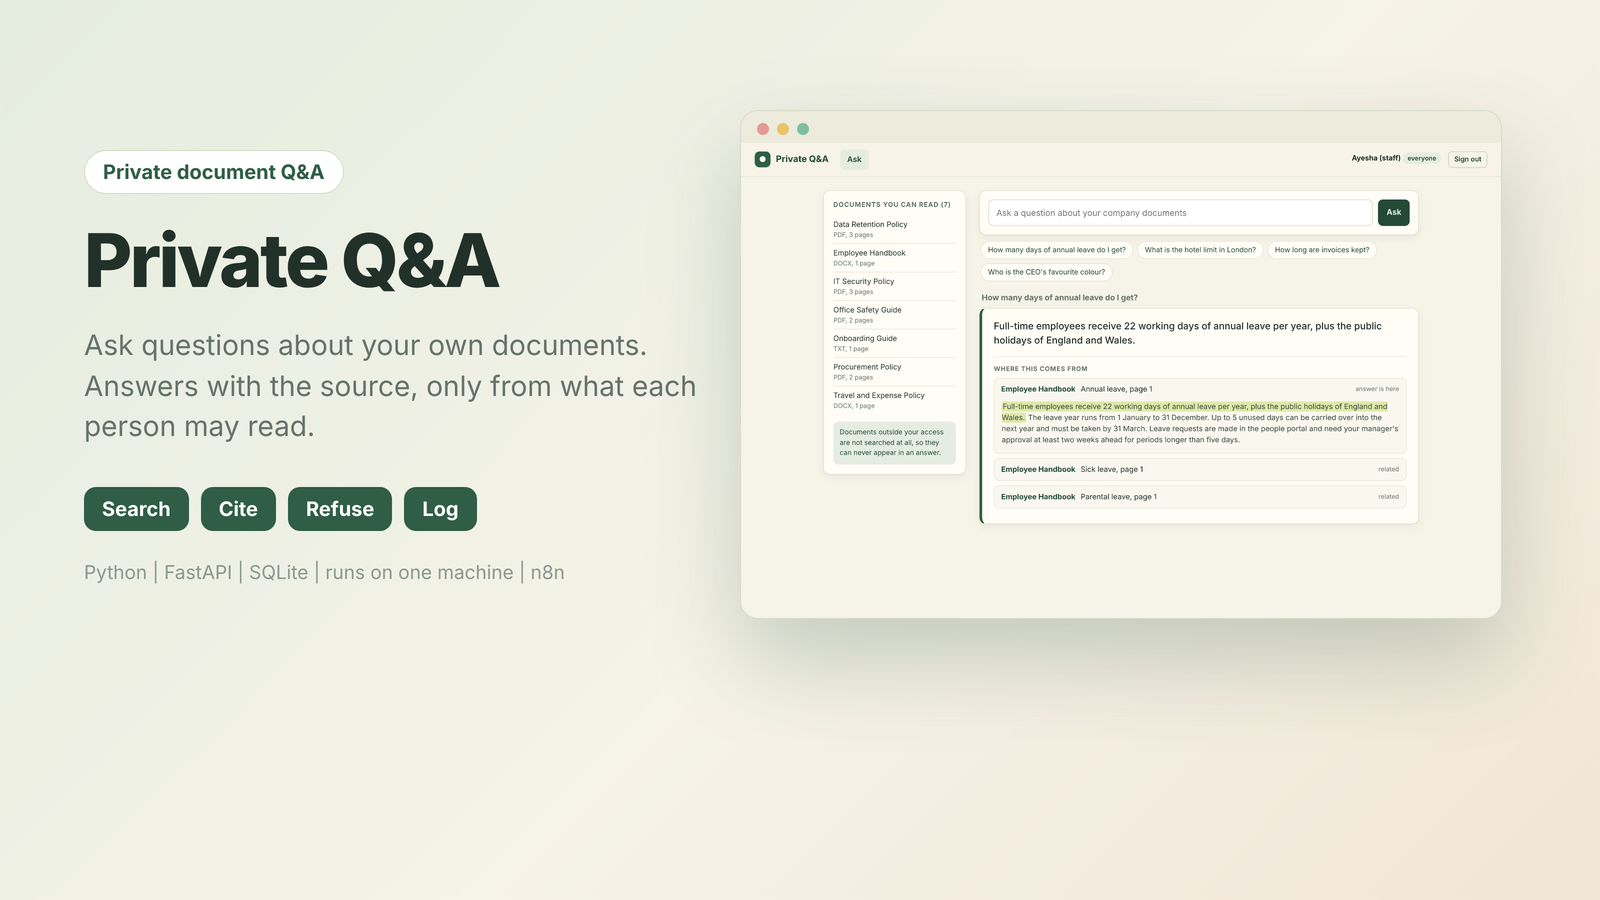 Private document Q&A
Private Q&A
Ask questions about your own documents.
Answers with the source, only from what each
person may read.
Search
Cite
Refuse
Log
Python | FastAPI | SQLite | runs on one machine | n8n
Private Q&A
Ask
Ayesha (staff)
everyone
Sign out
DOCUMENTS YOU CAN READ (7)
Data Retention Policy
PDF, 3 pages
Employee Handbook
DOCX, 1 page
IT Security Policy
PDF, 3 pages
Office Safety Guide
PDF, 2 pages
Onboarding Guide
TXT, 1 page
Procurement Policy
PDF, 2 pages
Travel and Expense Policy
DOCX, 1 page
Documents outside your access
are not searched at all, so they
can never appear in an answer.
Ask a question about your company documents
Ask
How many days of annual leave do I get?
What is the hotel limit in London?
How long are invoices kept?
Who is the CEO's favourite colour?
How many days of annual leave do I get?
Full-time employees receive 22 working days of annual leave per year, plus the public
holidays of England and Wales.
WHERE THIS COMES FROM
Employee Handbook Annual leave, page 1
answer is here
Full-time employees receive 22 working days of annual leave per year, plus the public holidays of England and
Wales. The leave year runs from 1 January to 31 December. Up to 5 unused days can be carried over into the
next year and must be taken by 31 March. Leave requests are made in the people portal and need your manager's
approval at least two weeks ahead for periods longer than five days.
Employee Handbook Sick leave, page 1
related
Employee Handbook Parental leave, page 1
related